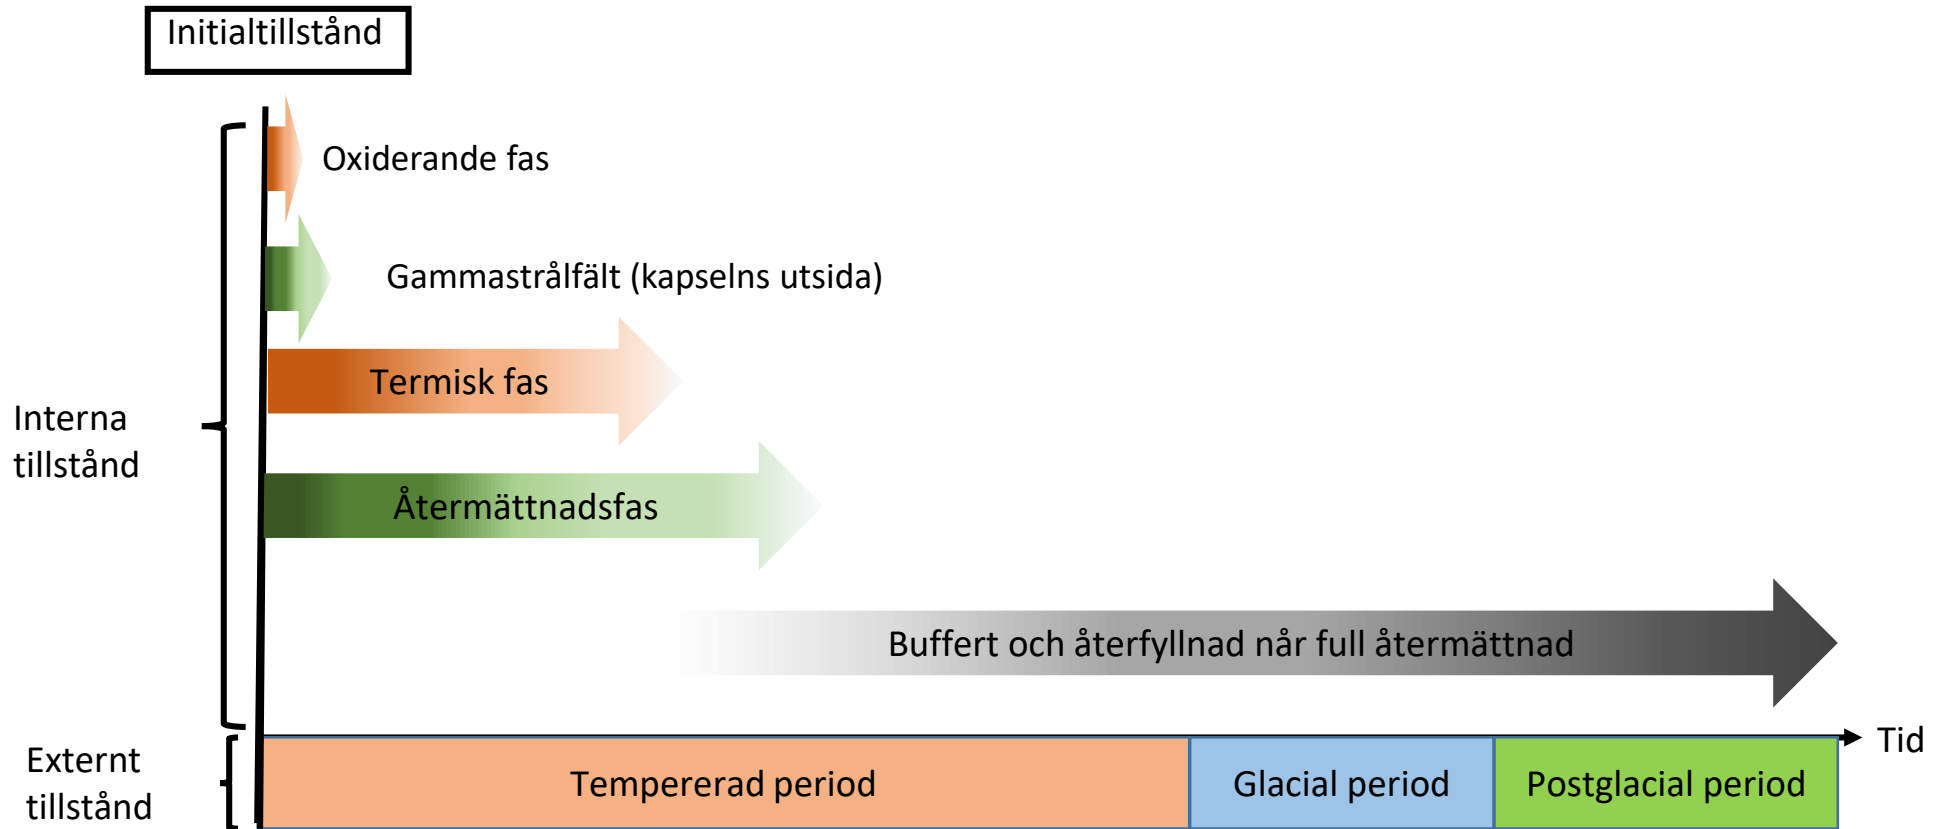 Initialtillstånd
Oxiderande fas
Gammastrålfält (kapselns utsida)
Termisk fas
Interna
tillstånd
Återmättnadsfas
Buffert och återfyllnad når full återmättnad
Tid
Externt
tillstånd
Tempererad period
Glacial period
Postglacial period